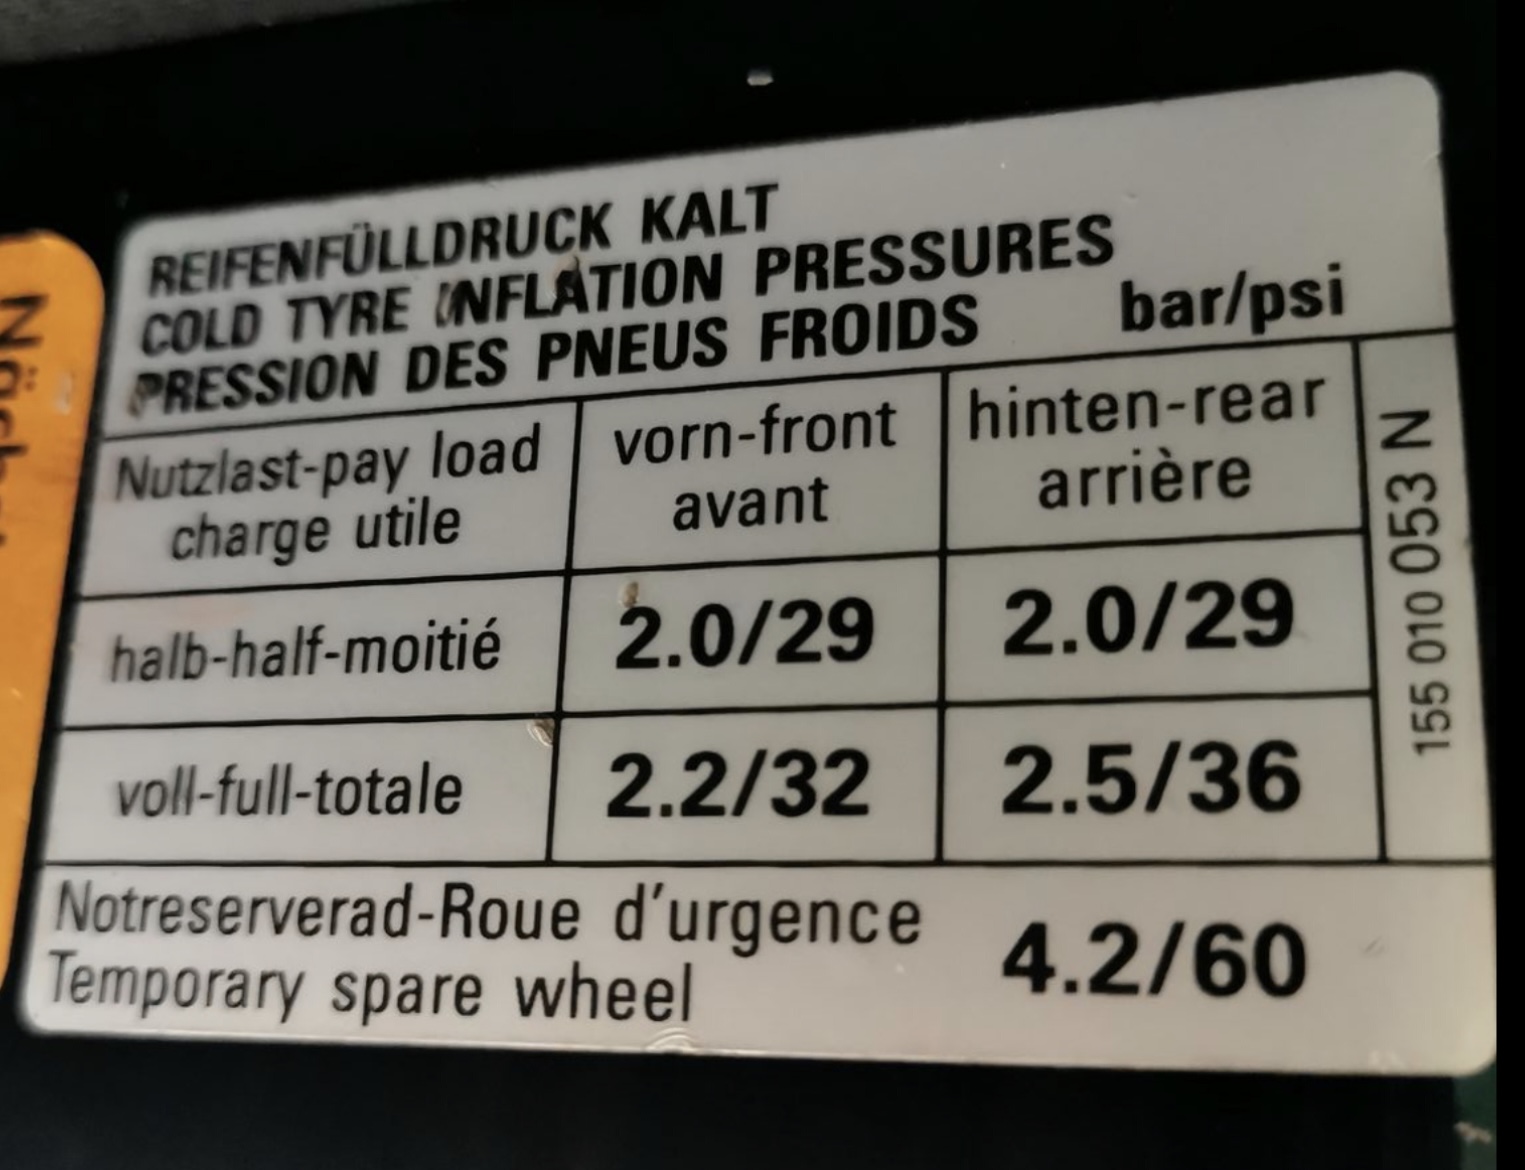 REIFENFÜLLDRUCK KALT
COLD TYRE INFLATION PRESSURES
PRESSION DES PNEUS FROIDS bar/psi
Nutzlast-pay load
charge utile
vorn-front
avant
hinten-rear
arrière
halb-half-moitié 2.0/29 2.0/29
voll-full-totale 2.2/32 2.5/36
Notreserverad-Roue d'urgence
Temporary spare wheel
4.2/60
155 010 053 N